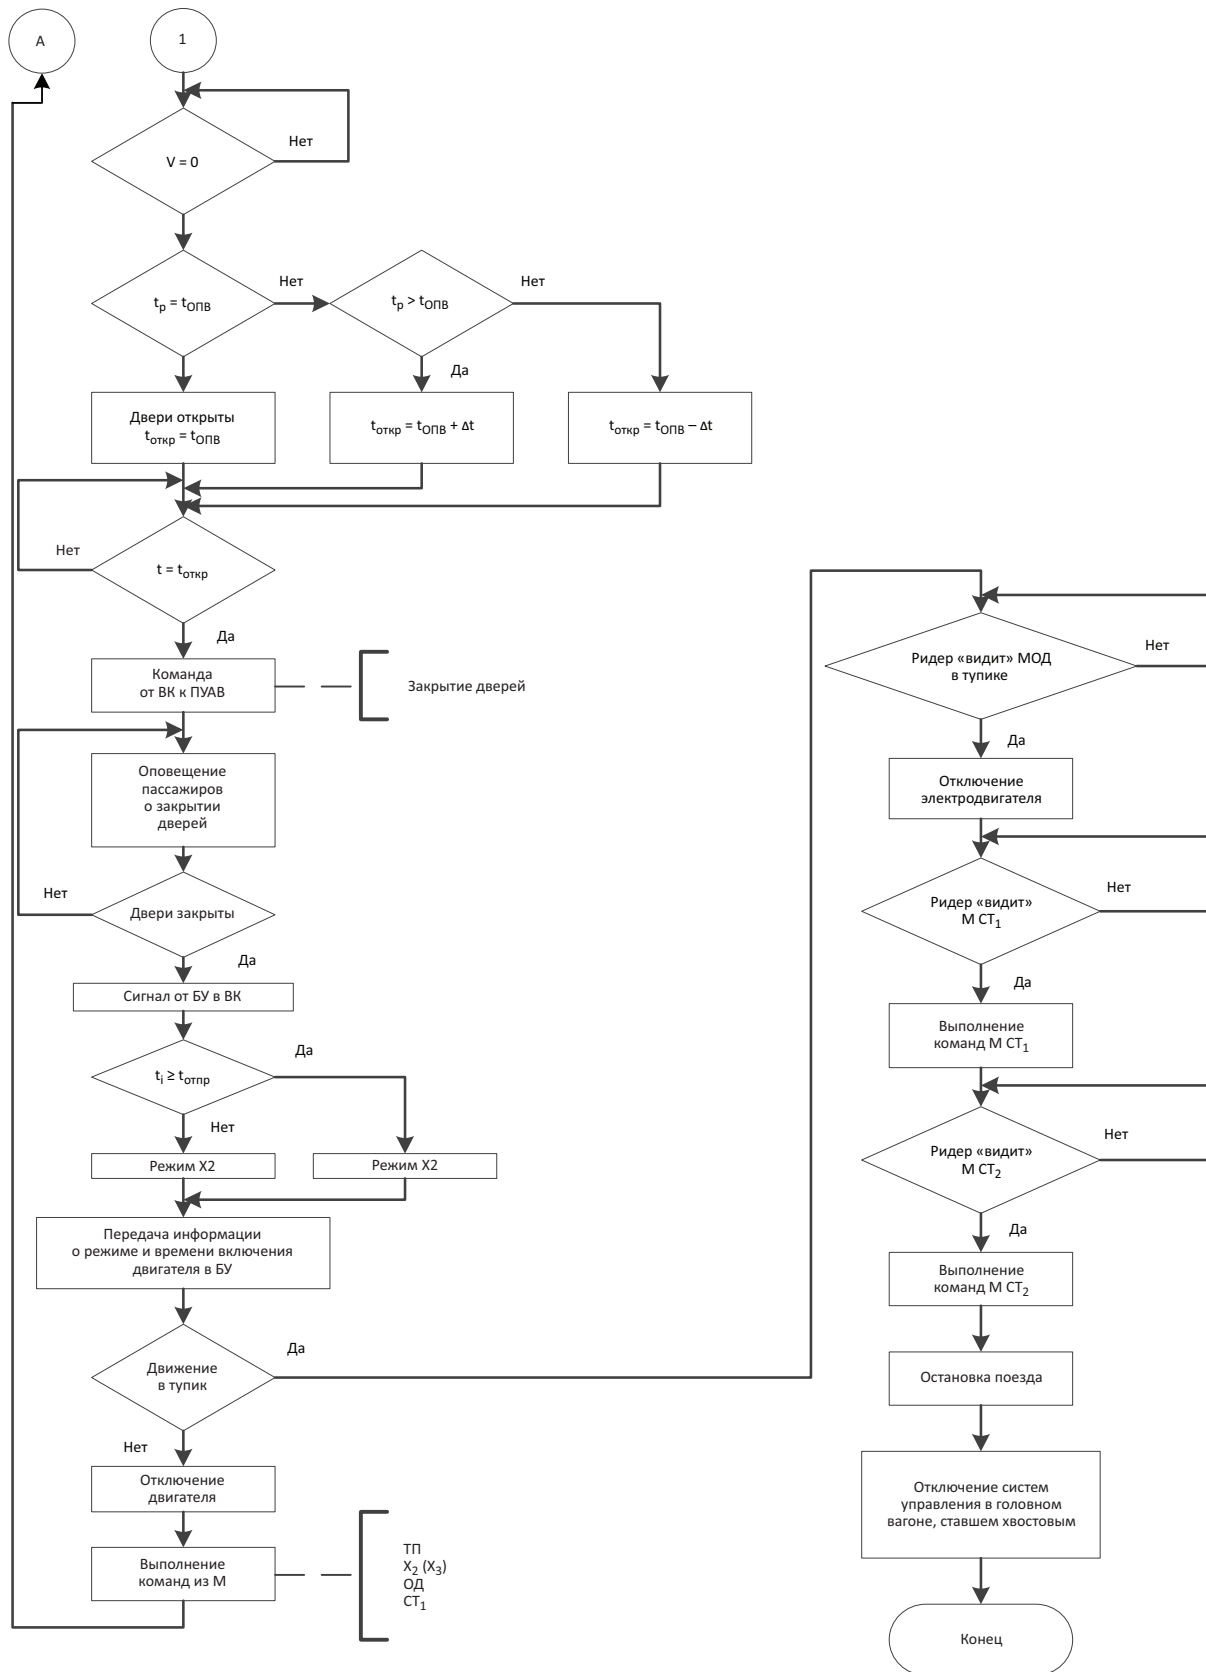 A
1
V = 0
Нет
tр = tОПВ
Нет
tр > tОПВ
Нет
Да
Двери открыты
tоткр = tОПВ
tоткр = tОПВ + Δt
tоткр = tОПВ – Δt
Нет
t = tоткр
Да
Команда
от ВК к ПУАВ
Закрытие дверей
Оповещение
пассажиров
о закрытии
дверей
Нет
Двери закрыты
Да
Сигнал от БУ в ВК
ti ≥ tотпр
Да
Нет
Режим Х2
Режим Х2
Передача информации
о режиме и времени включения
двигателя в БУ
Движение
в тупик
Да
Нет
Отключение
двигателя
Выполнение
команд из М
ТП
Х2 (Х3)
ОД
СТ1
Ридер «видит» МОД
в тупике
Нет
Да
Отключение
электродвигателя
Ридер «видит»
М СТ1
Нет
Да
Выполнение
команд М СТ1
Ридер «видит»
М СТ2
Нет
Да
Выполнение
команд М СТ2
Остановка поезда
Отключение систем
управления в головном
вагоне, ставшем хвостовым
Конец